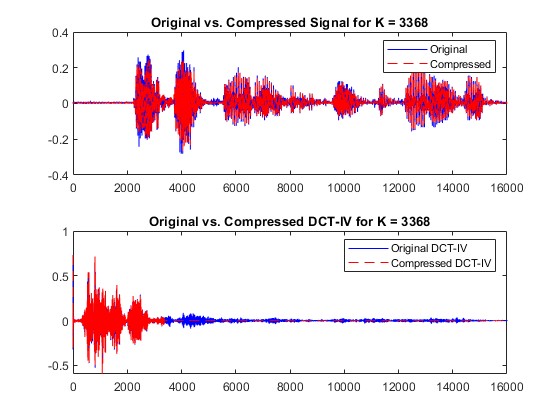 Original vs. Compressed Signal for K = 3368
0.4
0.2
0
-0.2
-0.4
Original
Compressed
0 2000 4000 6000 8000 10000 12000 14000 16000
Original vs. Compressed DCT-IV for K = 3368
1
0.5
0
-0.5
Original DCT-IV
Compressed DCT-IV
0 2000 4000 6000 8000 10000 12000 14000 16000